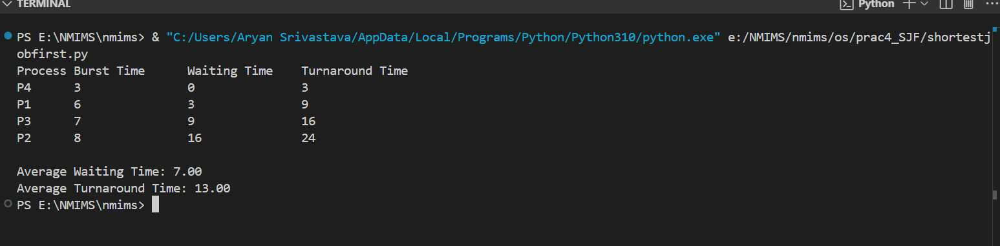 TERMINAL
Python
PS E:\NMIMS\nmims> & "C:/Users/Aryan Srivastava/AppData/Local/Programs/Python/Python310/python.exe" e:/NMIMS/nmims/os/prac4_SJF/shortestj
obfirst.py
Process Burst Time      Waiting Time    Turnaround Time
P4      3               0               3
P1      6               3               9
P3      7               9               16
P2      8               16              24
Average Waiting Time: 7.00
Average Turnaround Time: 13.00
PS E:\NMIMS\nmims>